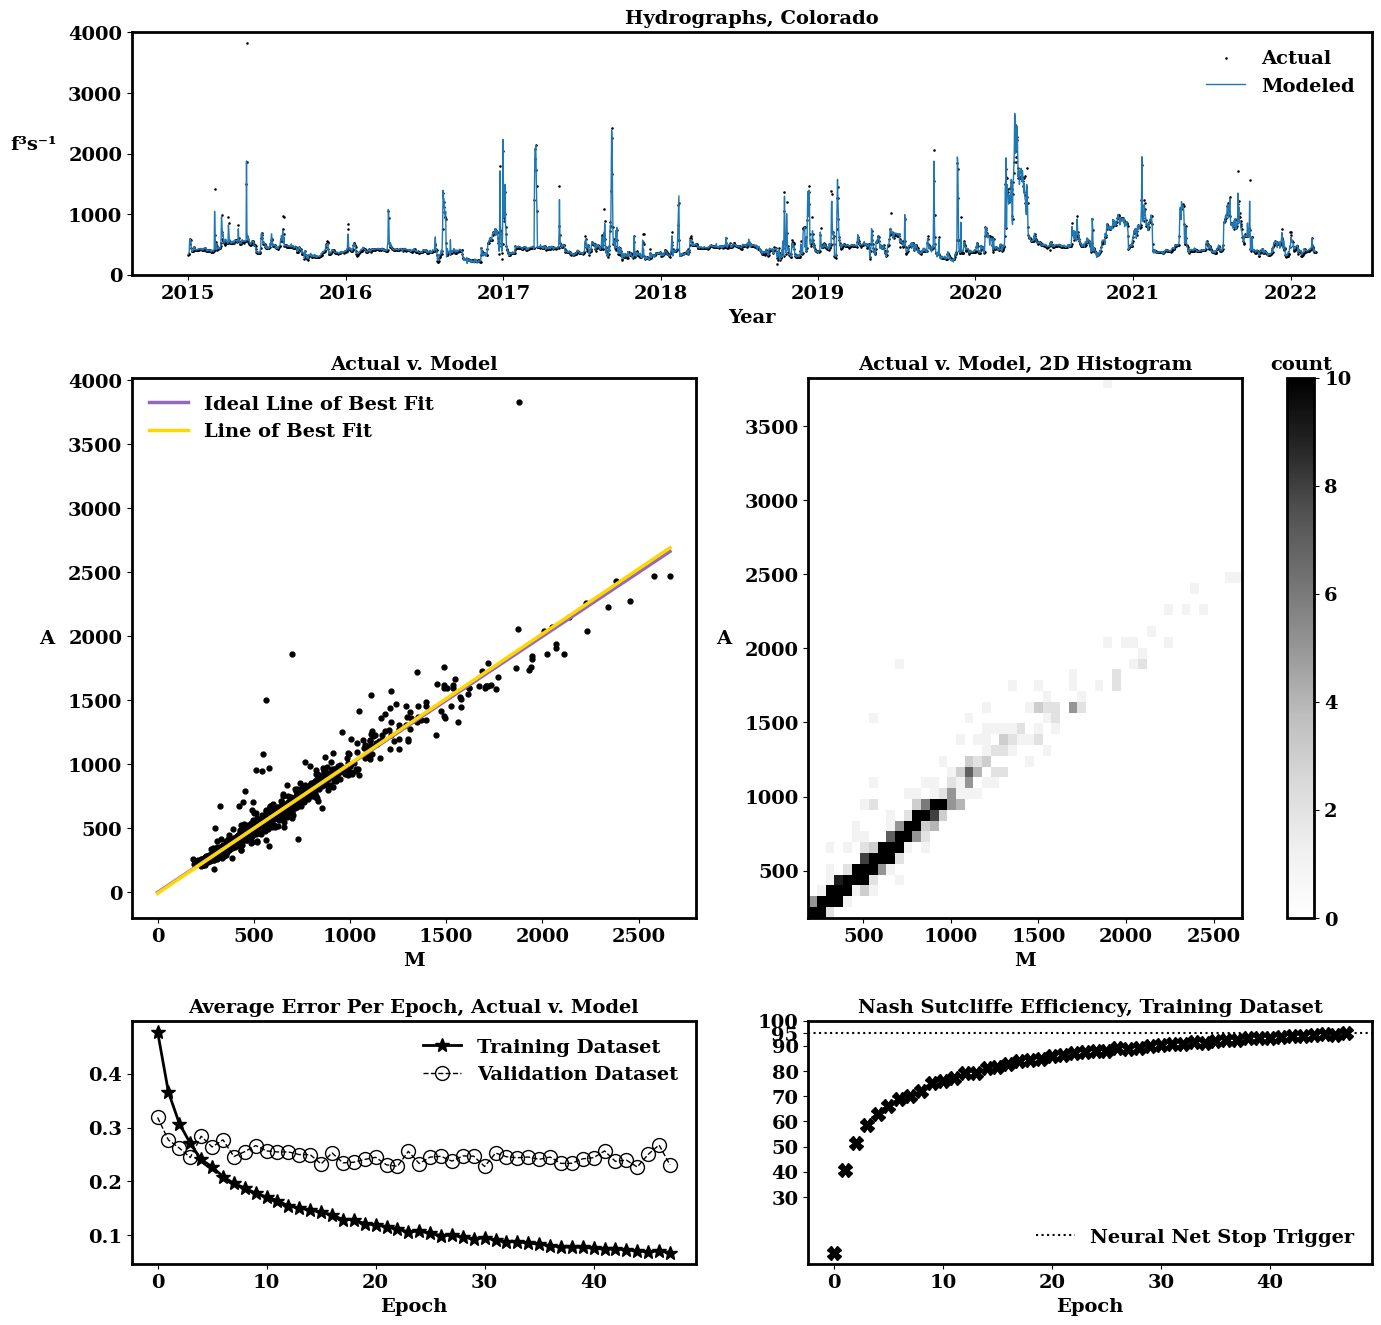 Hydrographs, Colorado
4000
3000
2000
1000
0
f³s⁻¹
Actual
Modeled
2015 2016 2017 2018 2019 2020 2021 2022
Year
Actual v. Model
4000
3500
3000
2500
2000
1500
1000
500
0
A
Ideal Line of Best Fit
Line of Best Fit
0 500 1000 1500 2000 2500
M
Actual v. Model, 2D Histogram
3500
3000
2500
2000
1500
1000
500
A
500 1000 1500 2000 2500
M
count
10
8
6
4
2
0
Average Error Per Epoch, Actual v. Model
0.4
0.3
0.2
0.1
Training Dataset
Validation Dataset
0 10 20 30 40
Epoch
Nash Sutcliffe Efficiency, Training Dataset
100
95
90
80
70
60
50
40
30
Neural Net Stop Trigger
0 10 20 30 40
Epoch